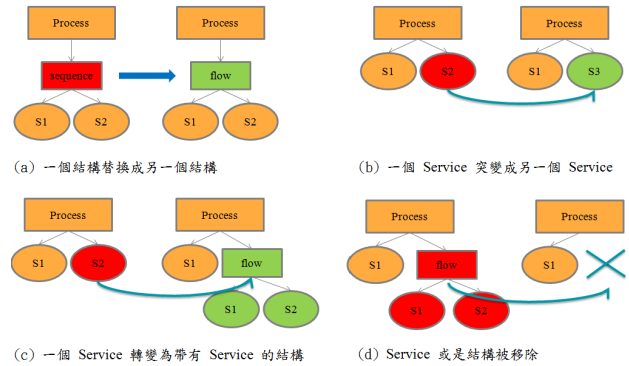 Process
Process
sequence
flow
S1
S2
S1
S2
(a) 一個結構替換成另一個結構
Process
Process
S1
S2
S1
S3
(b) 一個 Service 突變成另一個 Service
Process
Process
S1
S2
S1
flow
S1
S2
(c) 一個 Service 轉變為帶有 Service 的結構
Process
Process
S1
flow
S1
S1
S2
(d) Service 或是結構被移除